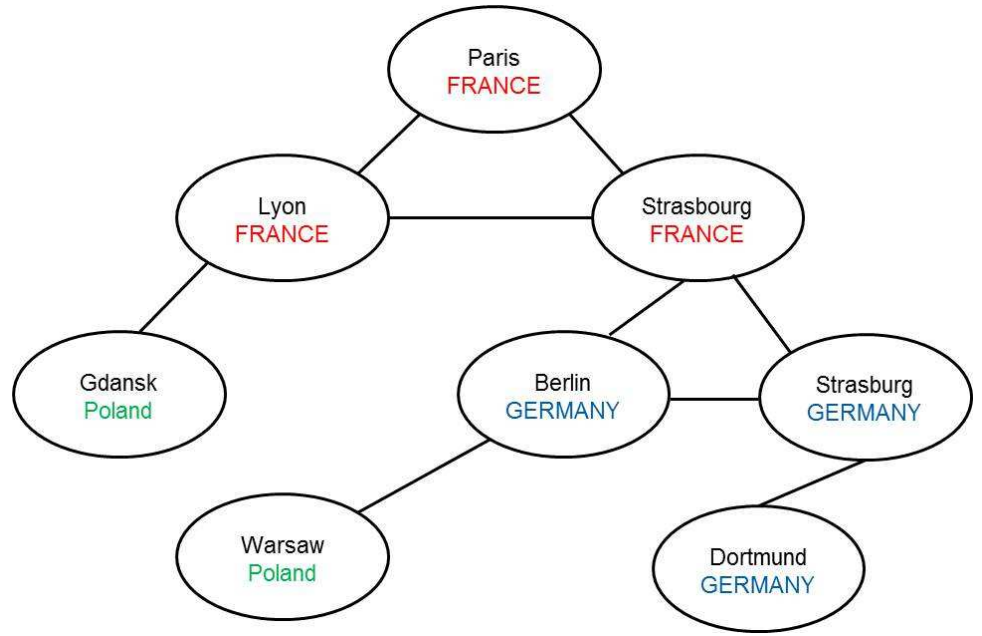 Paris
FRANCE
Lyon
FRANCE
Strasbourg
FRANCE
Gdansk
Poland
Berlin
GERMANY
Strasburg
GERMANY
Warsaw
Poland
Dortmund
GERMANY